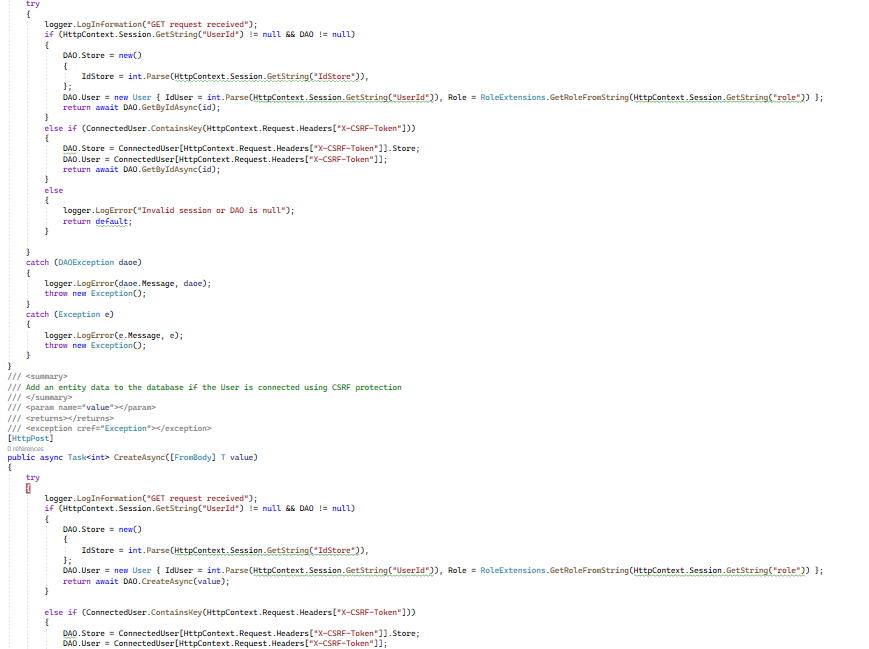 try
{
logger.LogInformation("GET request received");
if (HttpContext.Session.GetString("UserId") != null && DAO != null)
{
DAO.Store = new()
{
IdStore = int.Parse(HttpContext.Session.GetString("IdStore")),
};
DAO.User = new User { IdUser = int.Parse(HttpContext.Session.GetString("UserId")), Role = RoleExtensions.GetRoleFromString(HttpContext.Session.GetString("role")) };
return await DAO.GetByIdAsync(id);
}
else if (ConnectedUser.ContainsKey(HttpContext.Request.Headers["X-CSRF-Token"]))
{
DAO.Store = ConnectedUser[HttpContext.Request.Headers["X-CSRF-Token"]].Store;
DAO.User = ConnectedUser[HttpContext.Request.Headers["X-CSRF-Token"]];
return await DAO.GetByIdAsync(id);
}
else
{
logger.LogError("Invalid session or DAO is null");
return default;
}
}
catch (DAOException daoe)
{
logger.LogError(daoe.Message, daoe);
throw new Exception();
}
catch (Exception e)
{
logger.LogError(e.Message, e);
throw new Exception();
}
}
/// <summary>
/// Add an entity data to the database if the User is connected using CSRF protection
/// </summary>
/// <param name="value"></param>
/// <returns></returns>
/// <exception cref="Exception"></exception>
[HttpPost]
0 références
public async Task<int> CreateAsync([FromBody] T value)
{
try
{
logger.LogInformation("GET request received");
if (HttpContext.Session.GetString("UserId") != null && DAO != null)
{
DAO.Store = new()
{
IdStore = int.Parse(HttpContext.Session.GetString("IdStore")),
};
DAO.User = new User { IdUser = int.Parse(HttpContext.Session.GetString("UserId")), Role = RoleExtensions.GetRoleFromString(HttpContext.Session.GetString("role")) };
return await DAO.CreateAsync(value);
}
else if (ConnectedUser.ContainsKey(HttpContext.Request.Headers["X-CSRF-Token"]))
{
DAO.Store = ConnectedUser[HttpContext.Request.Headers["X-CSRF-Token"]].Store;
DAO.User = ConnectedUser[HttpContext.Request.Headers["X-CSRF-Token"]];